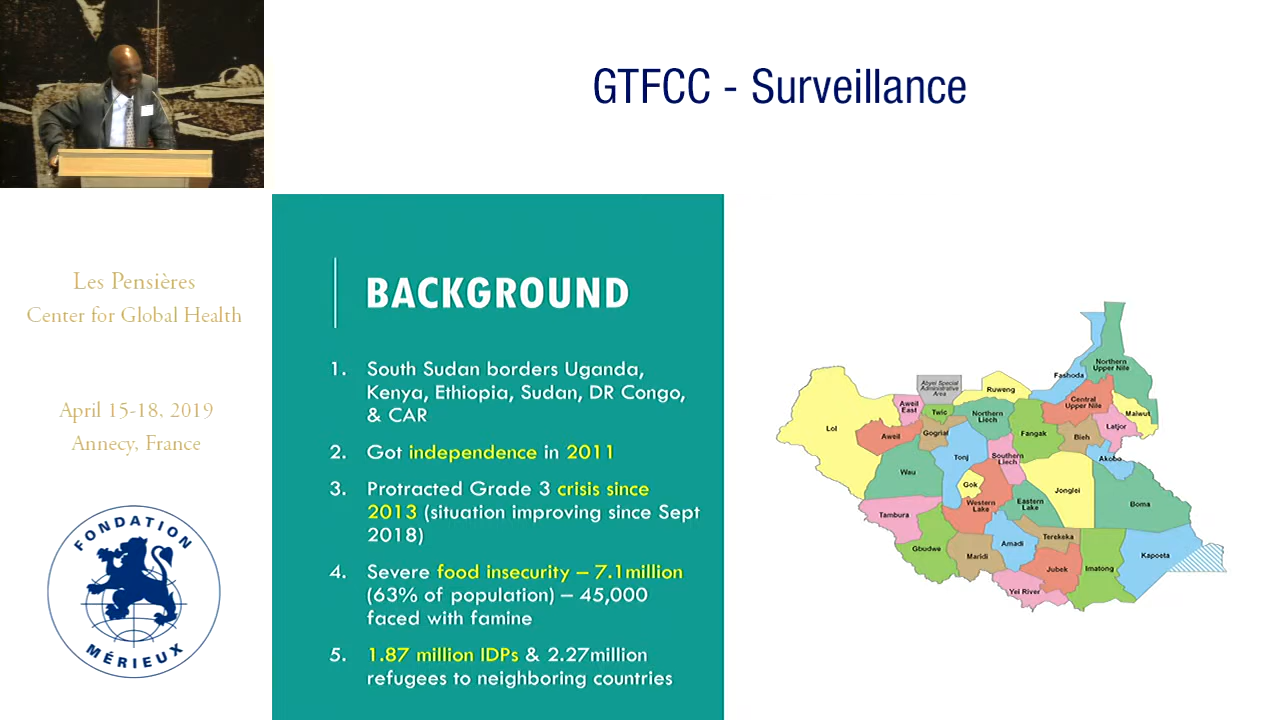 GTFCC - Surveillance
Les Pensières
Center for Global Health
April 15-18, 2019
Annecy, France
FONDATION
MÉRIEUX
BACKGROUND
1. South Sudan borders Uganda,
Kenya, Ethiopia, Sudan, DR Congo,
& CAR
2. Got independence in 2011
3. Protracted Grade 3 crisis since
2013 (situation improving since Sept
2018)
4. Severe food insecurity – 7.1million
(63% of population) – 45,000
faced with famine
5. 1.87 million IDPs & 2.27million
refugees to neighboring countries
Northern
Upper Nile
Fashoda
Abyei Special
Administrative
Area
Ruweng
Central
Upper Nile
Maiwut
Aweil
East
Twic
Northern
Liech
Latjor
Lol
Aweil
Gogrial
Fangak
Bieh
Tonj
Southern
Liech
Akobo
Wau
Gok
Jonglei
Western
Lake
Eastern
Lake
Boma
Tambura
Gbudwe
Maridi
Amadi
Terekeka
Kapoeta
Jubek
Imatong
Yei River